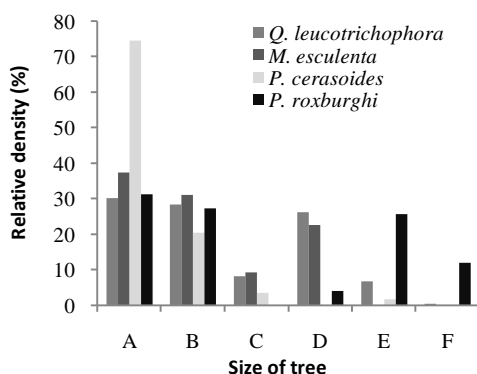 80
70
60
50
40
30
20
10
0
Relative density (%)
Q. leucotrichophora
M. esculenta
P. cerasoides
P. roxburghi
A B C D E F
Size of tree